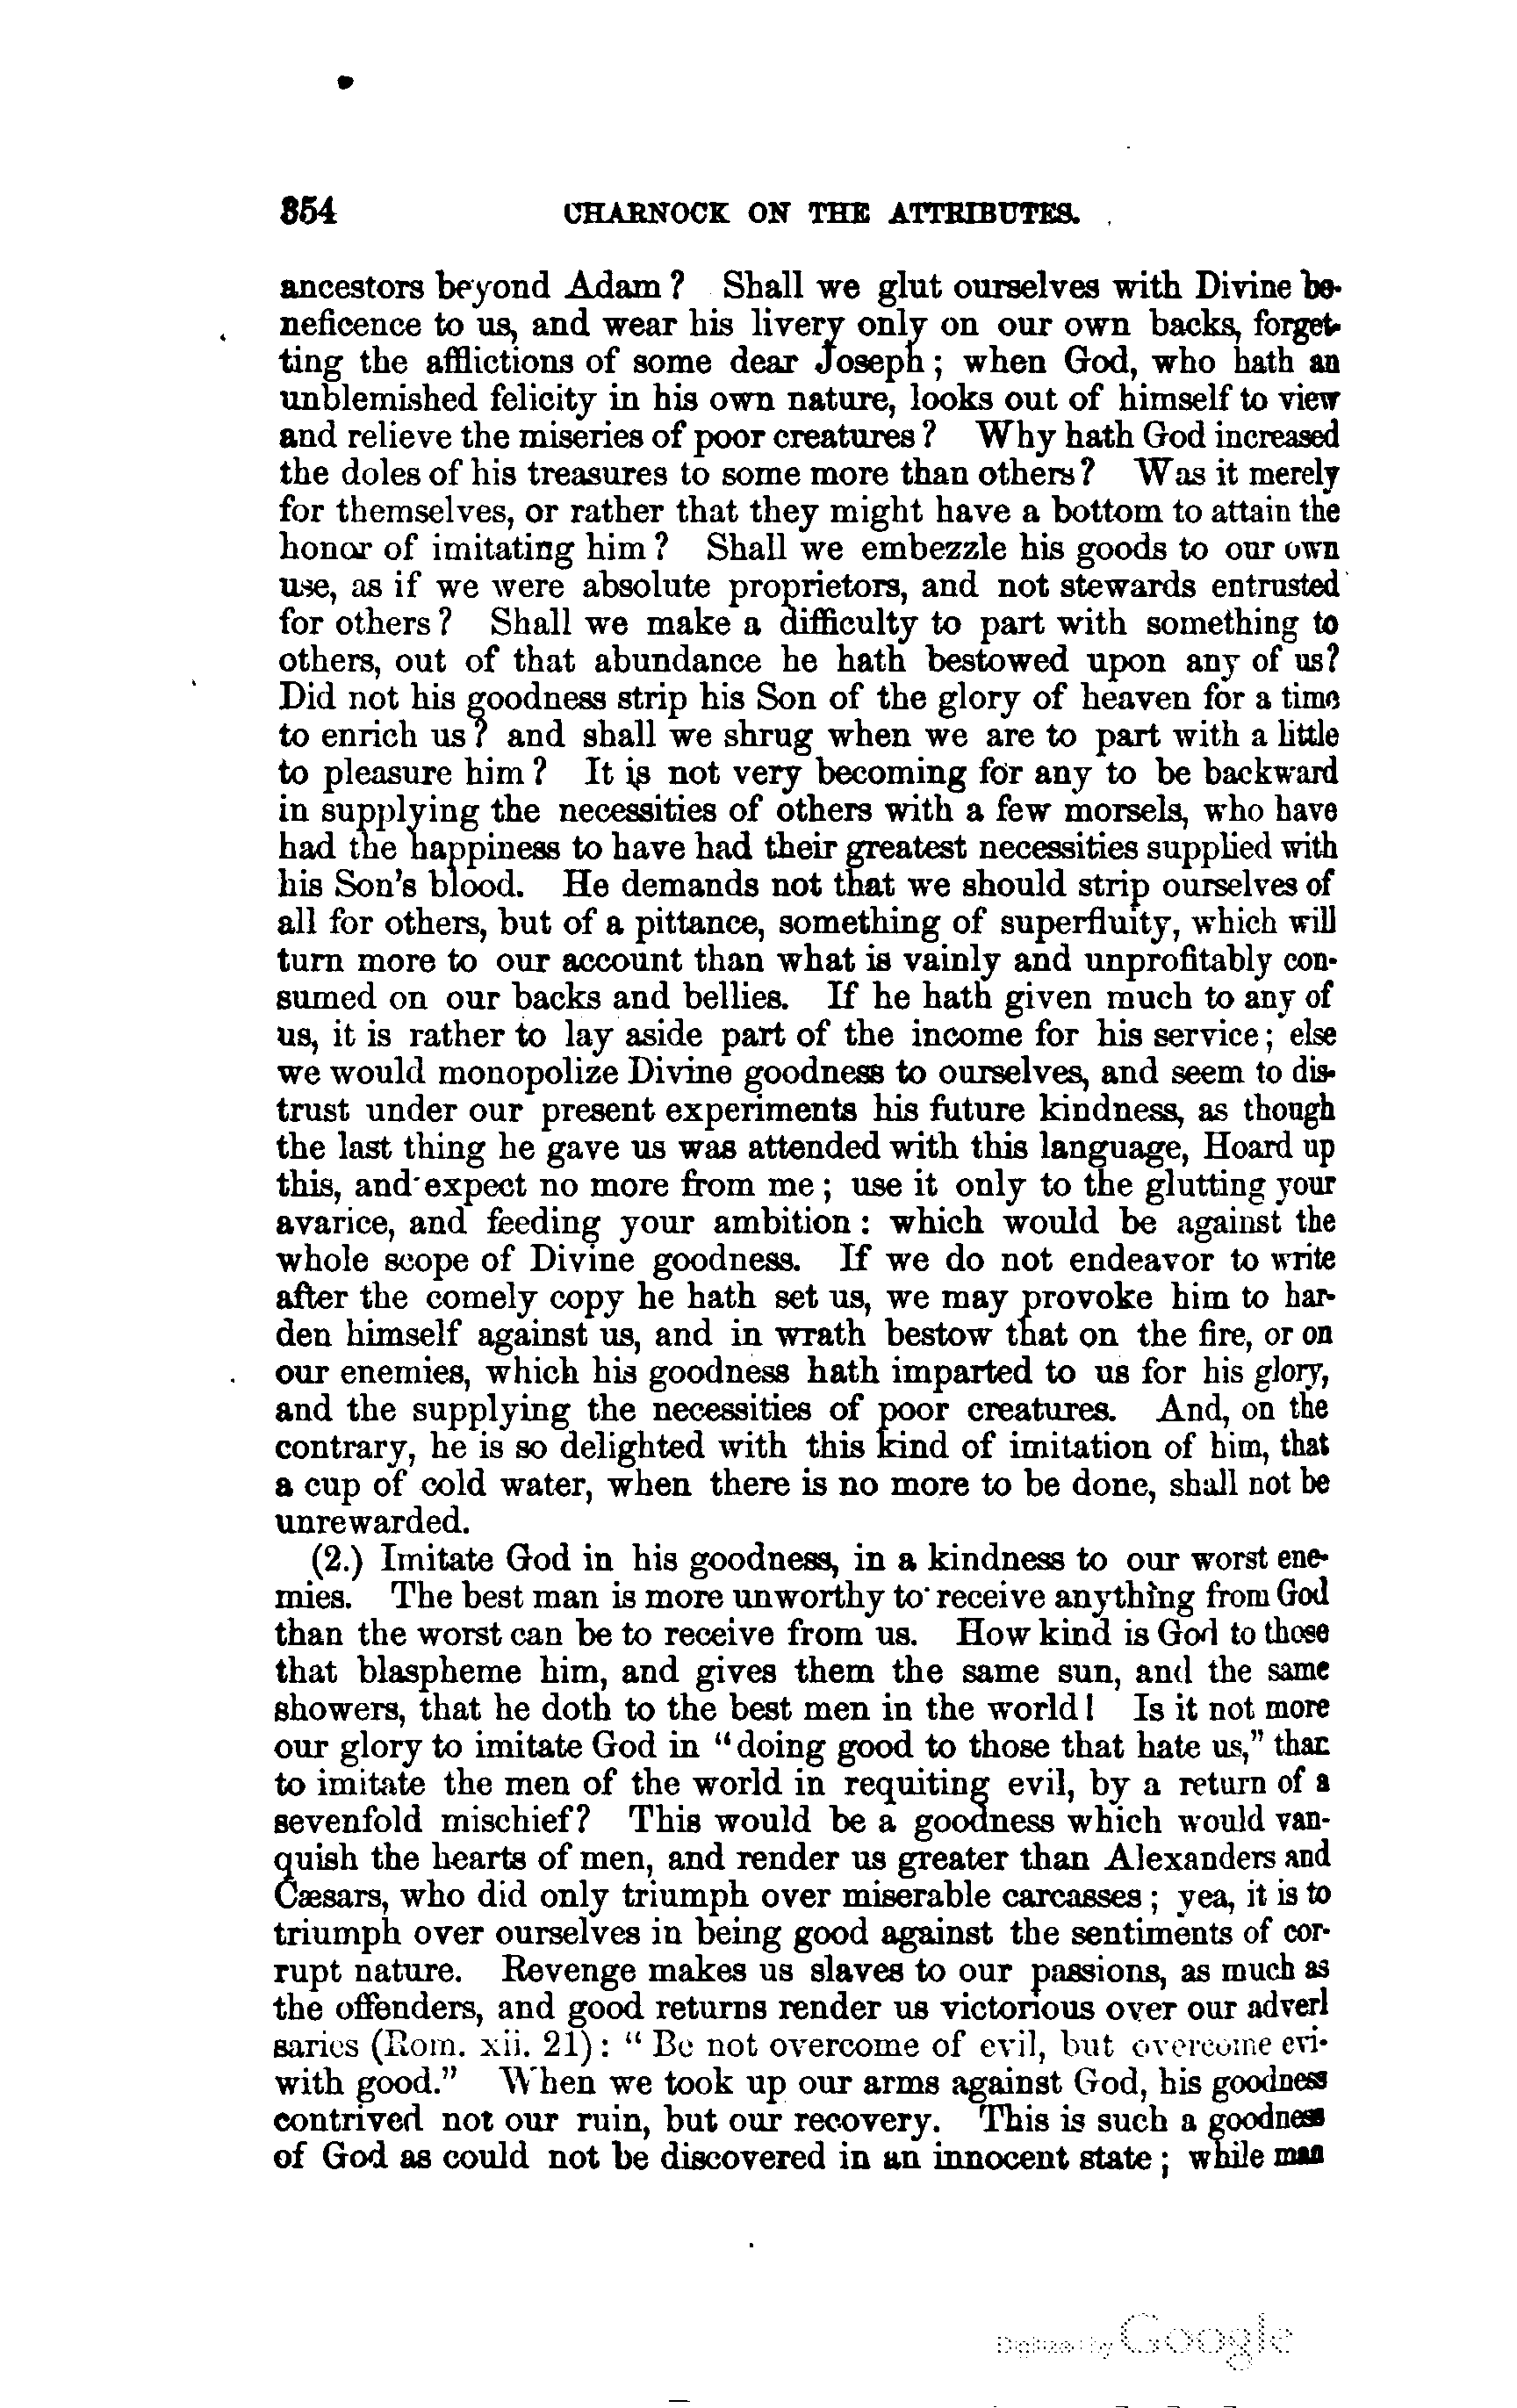 354 CHARNOCK ON THE ATTRIBUTES.
ancestors beyond Adam? Shall we glut ourselves with Divine be-
neficence to us, and wear his livery only on our own backs, forget-
ting the afflictions of some dear Joseph; when God, who hath an
unblemished felicity in his own nature, looks out of himself to view
and relieve the miseries of poor creatures? Why hath God increased
the doles of his treasures to some more than others? Was it merely
for themselves, or rather that they might have a bottom to attain the
honor of imitating him? Shall we embezzle his goods to our own
use, as if we were absolute proprietors, and not stewards entrusted
for others? Shall we make a difficulty to part with something to
others, out of that abundance he hath bestowed upon any of us?
Did not his goodness strip his Son of the glory of heaven for a time
to enrich us? and shall we shrug when we are to part with a little
to pleasure him? It is not very becoming for any to be backward
in supplying the necessities of others with a few morsels, who have
had the happiness to have had their greatest necessities supplied with
his Son's blood. He demands not that we should strip ourselves of
all for others, but of a pittance, something of superfluity, which will
turn more to our account than what is vainly and unprofitably con-
sumed on our backs and bellies. If he hath given much to any of
us, it is rather to lay aside part of the income for his service; else
we would monopolize Divine goodness to ourselves, and seem to dis-
trust under our present experiments his future kindness, as though
the last thing he gave us was attended with this language, Hoard up
this, and expect no more from me; use it only to the glutting your
avarice, and feeding your ambition: which would be against the
whole scope of Divine goodness. If we do not endeavor to write
after the comely copy he hath set us, we may provoke him to har-
den himself against us, and in wrath bestow that on the fire, or on
our enemies, which his goodness hath imparted to us for his glory,
and the supplying the necessities of poor creatures. And, on the
contrary, he is so delighted with this kind of imitation of him, that
a cup of cold water, when there is no more to be done, shall not be
unrewarded.
(2.) Imitate God in his goodness, in a kindness to our worst ene-
mies. The best man is more unworthy to receive anything from God
than the worst can be to receive from us. How kind is God to those
that blaspheme him, and gives them the same sun, and the same
showers, that he doth to the best men in the world! Is it not more
our glory to imitate God in "doing good to those that hate us," than
to imitate the men of the world in requiting evil, by a return of a
sevenfold mischief? This would be a goodness which would van-
quish the hearts of men, and render us greater than Alexanders and
Cæsars, who did only triumph over miserable carcasses; yea, it is to
triumph over ourselves in being good against the sentiments of cor-
rupt nature. Revenge makes us slaves to our passions, as much as
the offenders, and good returns render us victorious over our adverl
saries (Rom. xii. 21): "Be not overcome of evil, but overcome evi-
with good." When we took up our arms against God, his goodness
contrived not our ruin, but our recovery. This is such a goodness
of God as could not be discovered in an innocent state; while man
Digitized by Google